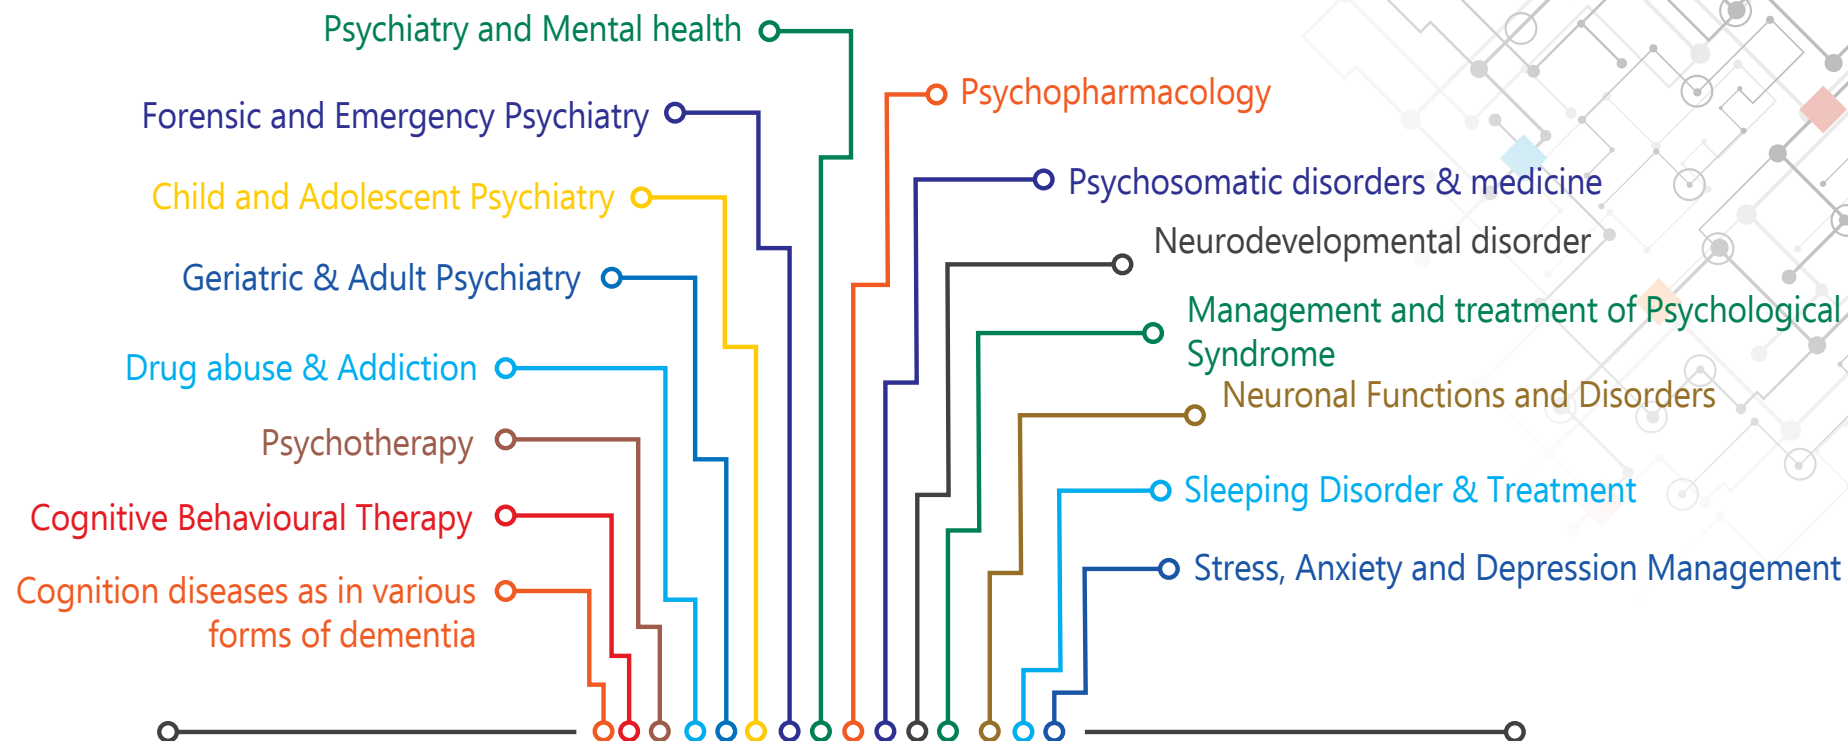 Psychiatry and Mental health
Forensic and Emergency Psychiatry
Child and Adolescent Psychiatry
Geriatric & Adult Psychiatry
Drug abuse & Addiction
Psychotherapy
Cognitive Behavioural Therapy
Cognition diseases as in various
forms of dementia
Psychopharmacology
Psychosomatic disorders & medicine
Neurodevelopmental disorder
Management and treatment of Psychological
Syndrome
Neuronal Functions and Disorders
Sleeping Disorder & Treatment
Stress, Anxiety and Depression Management